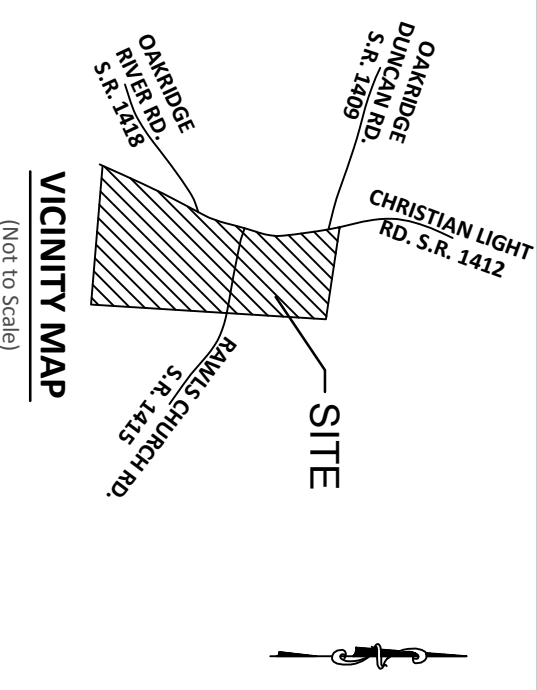 OAKRIDGE
DUNCAN RD.
S.R. 1409
CHRISTIAN LIGHT
RD. S.R. 1412
OAKRIDGE
RIVER RD.
S.R. 1418
SITE
RAWLS CHURCH RD.
S.R. 1415
VICINITY MAP
(Not to Scale)